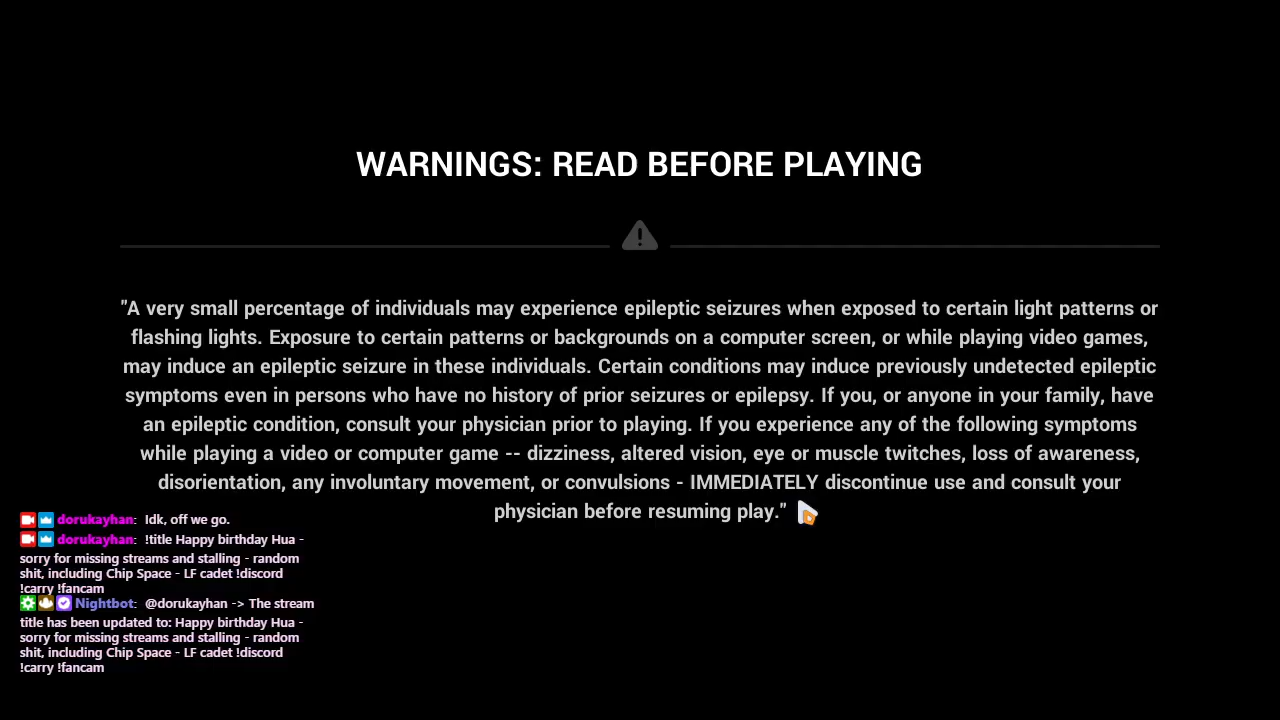 WARNINGS: READ BEFORE PLAYING
"A very small percentage of individuals may experience epileptic seizures when exposed to certain light patterns or
flashing lights. Exposure to certain patterns or backgrounds on a computer screen, or while playing video games,
may induce an epileptic seizure in these individuals. Certain conditions may induce previously undetected epileptic
symptoms even in persons who have no history of prior seizures or epilepsy. If you, or anyone in your family, have
an epileptic condition, consult your physician prior to playing. If you experience any of the following symptoms
while playing a video or computer game -- dizziness, altered vision, eye or muscle twitches, loss of awareness,
disorientation, any involuntary movement, or convulsions - IMMEDIATELY discontinue use and consult your
physician before resuming play."
dorukayhan: Idk, off we go.
dorukayhan: !title Happy birthday Hua -
sorry for missing streams and stalling - random
shit, including Chip Space - LF cadet !discord
!carry !fancam
Nightbot: @dorukayhan -> The stream
title has been updated to: Happy birthday Hua -
sorry for missing streams and stalling - random
shit, including Chip Space - LF cadet !discord
!carry !fancam